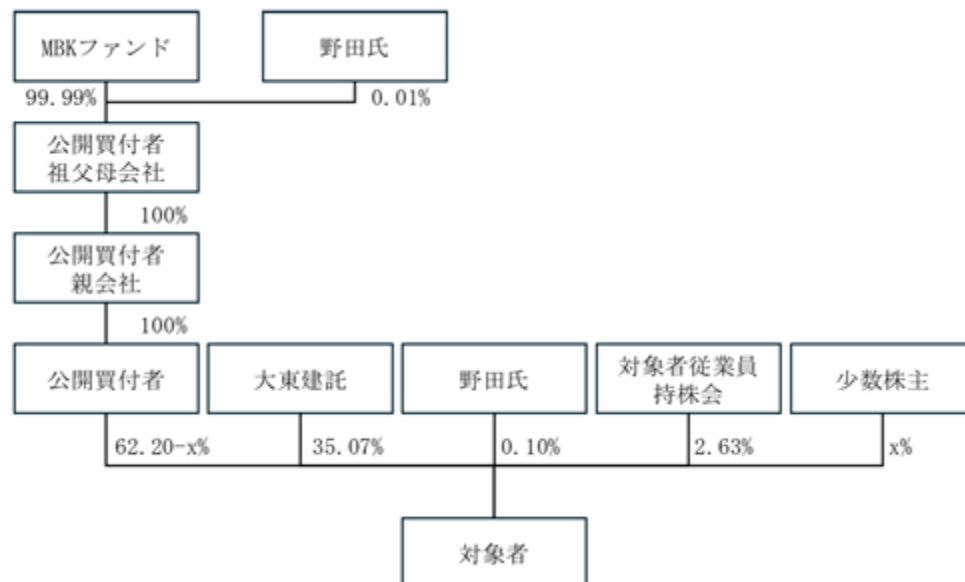 MBKファンド
野田氏
99.99%
0.01%
公開買付者
祖父母会社
100%
公開買付者
親会社
100%
公開買付者
大東建託
野田氏
対象者従業員
持株会
少数株主
62.20-x%
35.07%
0.10%
2.63%
x%
対象者